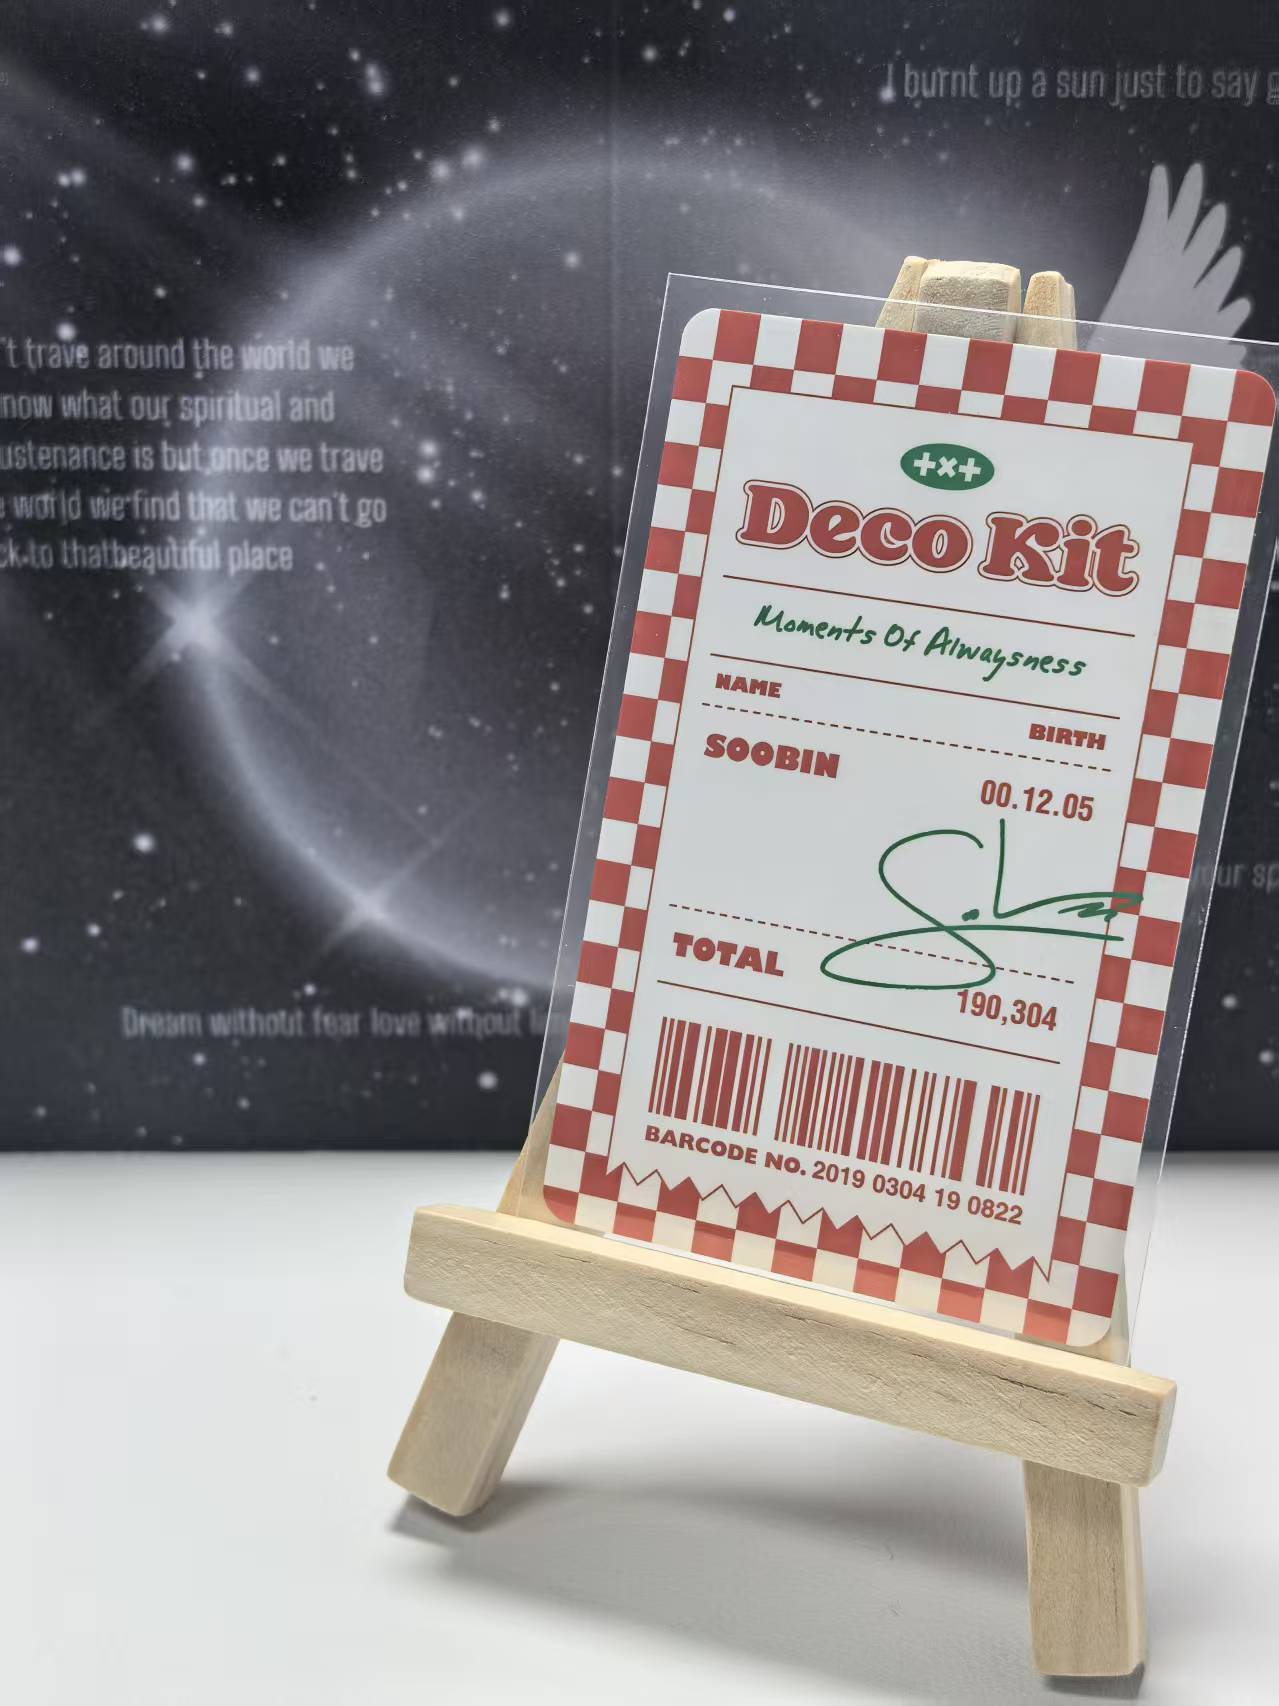 I burnt up a sun just to say
't trave around the world we
now what our spiritual and
ustenance is but once we trave
world we find that we can't go
ck to thatbeautiful place
Dream without fear love without
your sp
+x+
Deco Kit
Moments Of Alwaysness
NAME BIRTH
SOOBIN 00.12.05
TOTAL 190,304
BARCODE NO. 2019 0304 19 0822